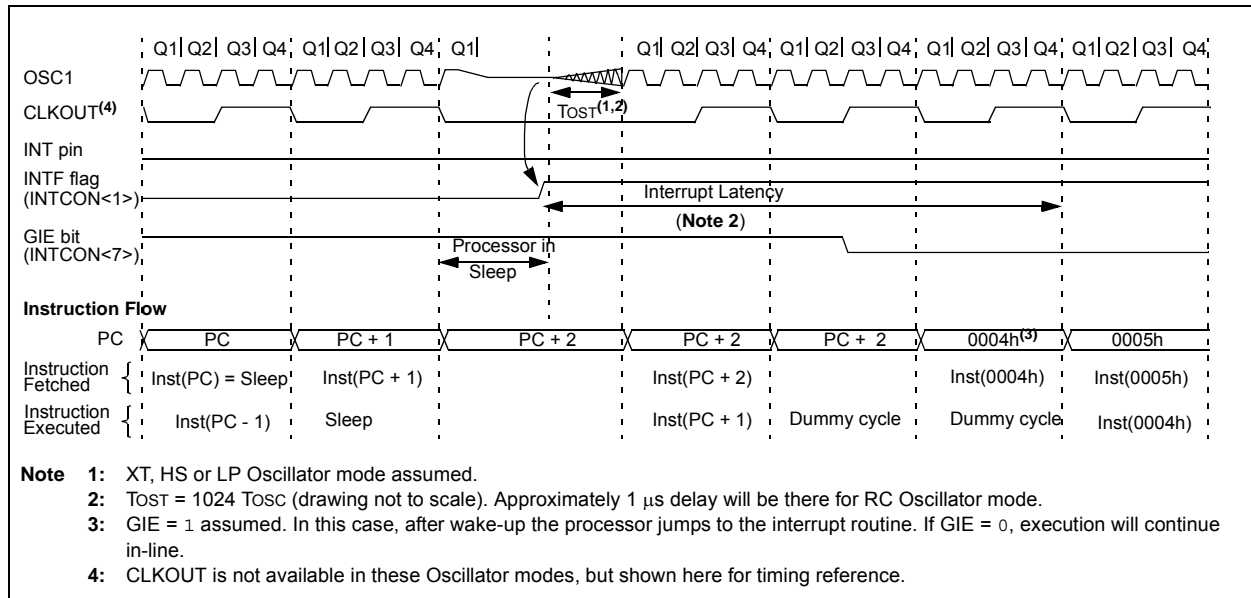 Q1| Q2| Q3| Q4 Q1| Q2| Q3| Q4 Q1| Q1| Q2| Q3| Q4 Q1| Q2| Q3| Q4 Q1| Q2| Q3| Q4 Q1| Q2| Q3| Q4
OSC1
CLKOUT(4) TOST(1,2)
INT pin
INTF flag
(INTCON<1>) Interrupt Latency
(Note 2)
GIE bit
(INTCON<7>) Processor in
Sleep
Instruction Flow
PC PC PC + 1 PC + 2 PC + 2 PC + 2 0004h(3) 0005h
Instruction
Fetched { Inst(PC) = Sleep Inst(PC + 1) Inst(PC + 2) Inst(0004h) Inst(0005h)
Instruction
Executed { Inst(PC - 1) Sleep Inst(PC + 1) Dummy cycle Dummy cycle Inst(0004h)
Note 1: XT, HS or LP Oscillator mode assumed.
2: TOST = 1024 TOSC (drawing not to scale). Approximately 1 μs delay will be there for RC Oscillator mode.
3: GIE = 1 assumed. In this case, after wake-up the processor jumps to the interrupt routine. If GIE = 0, execution will continue
in-line.
4: CLKOUT is not available in these Oscillator modes, but shown here for timing reference.